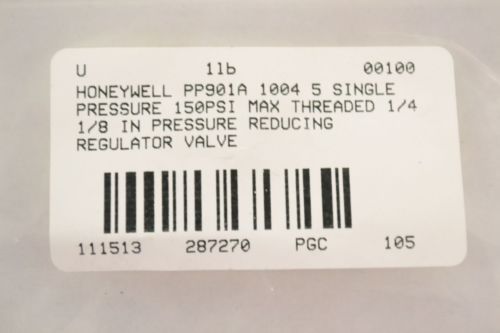 U 1lb 00100
HONEYWELL PP901A 1004 5 SINGLE
PRESSURE 150PSI MAX THREADED 1/4
1/8 IN PRESSURE REDUCING
REGULATOR VALVE
111513 287270 PGC 105